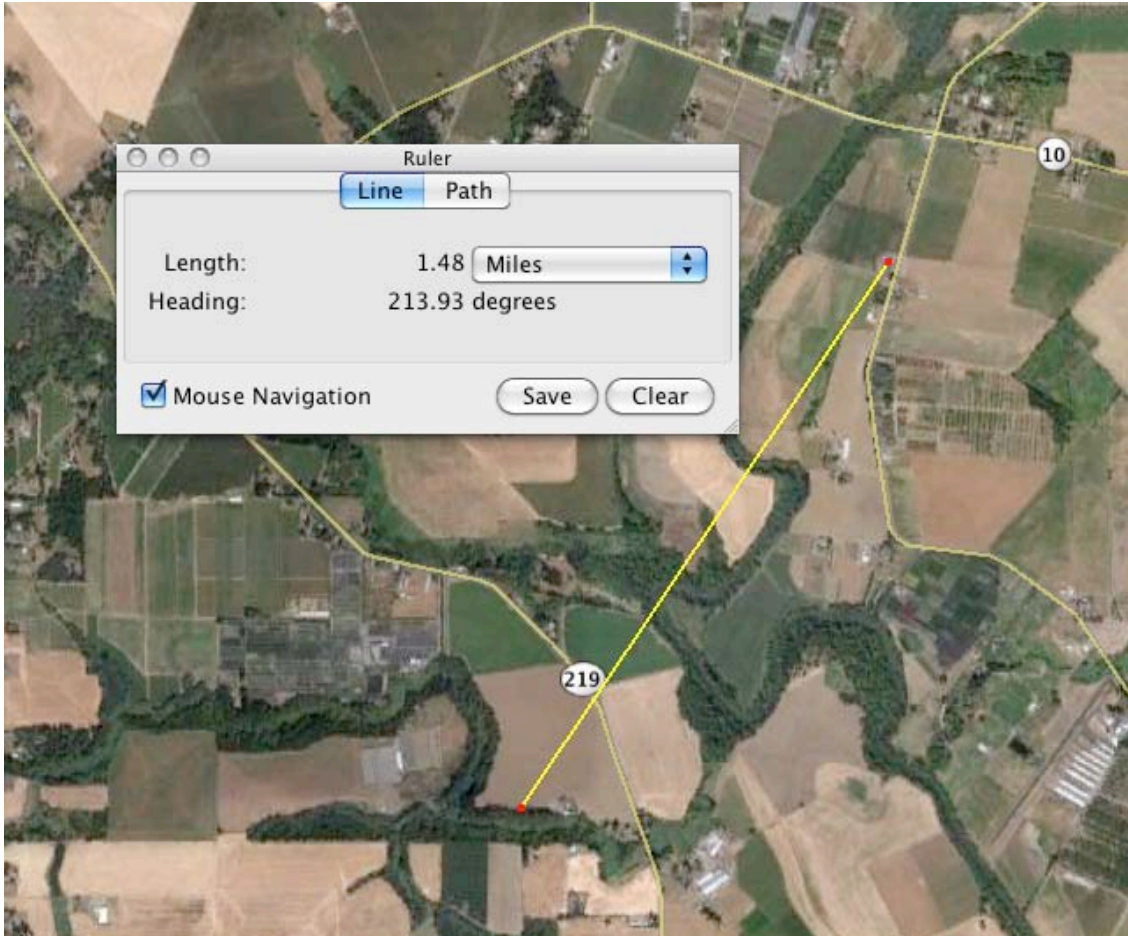 Ruler
10
Line Path
Length: 1.48 Miles
Heading: 213.93 degrees
Mouse Navigation Save Clear
219